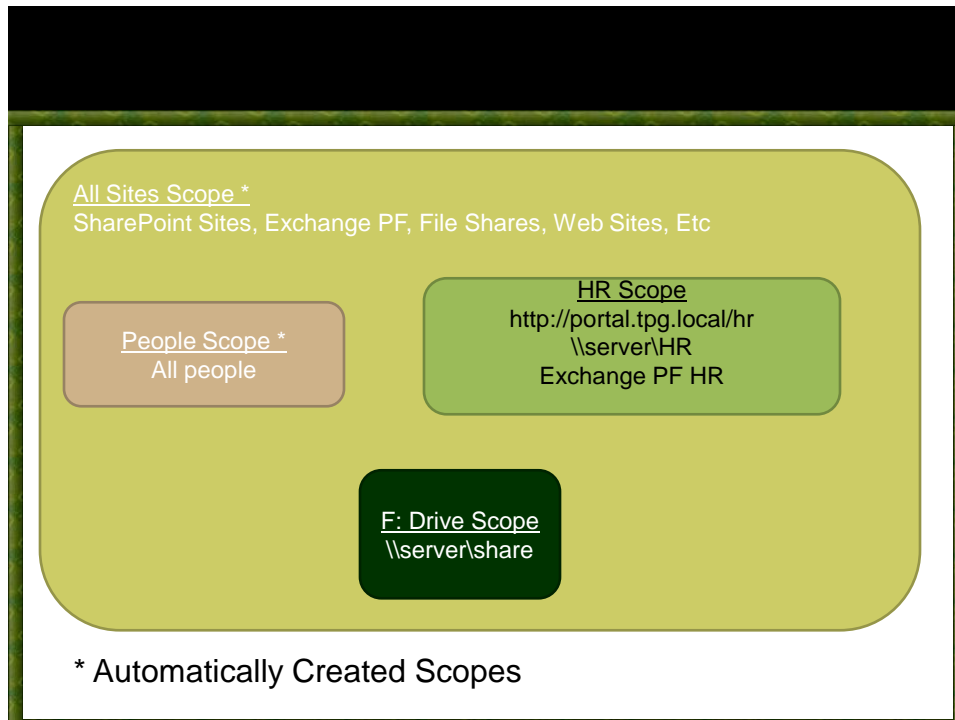 All Sites Scope *
SharePoint Sites, Exchange PF, File Shares, Web Sites, Etc
People Scope *
All people
HR Scope
http://portal.tpg.local/hr
\\server\HR
Exchange PF HR
F: Drive Scope
\\server\share
* Automatically Created Scopes